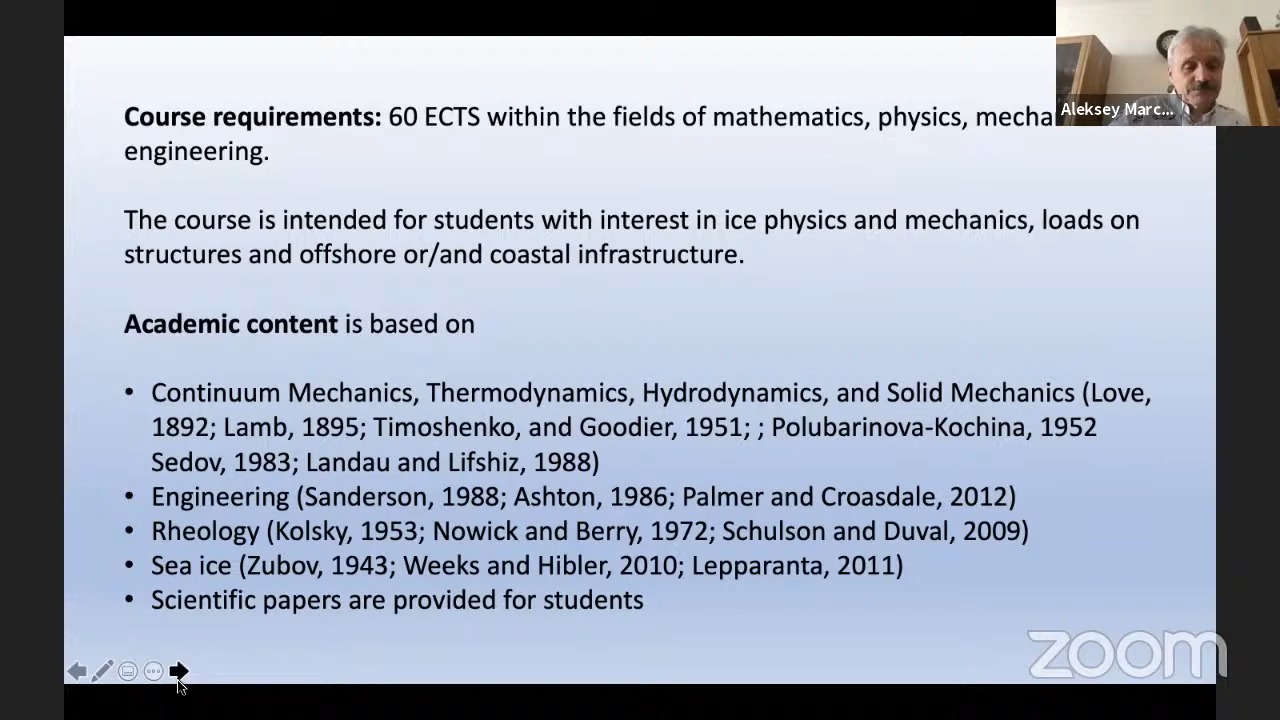 Course requirements: 60 ECTS within the fields of mathematics, physics, mecha
engineering.
The course is intended for students with interest in ice physics and mechanics, loads on
structures and offshore or/and coastal infrastructure.
Academic content is based on
• Continuum Mechanics, Thermodynamics, Hydrodynamics, and Solid Mechanics (Love,
1892; Lamb, 1895; Timoshenko, and Goodier, 1951; ; Polubarinova-Kochina, 1952
Sedov, 1983; Landau and Lifshiz, 1988)
• Engineering (Sanderson, 1988; Ashton, 1986; Palmer and Croasdale, 2012)
• Rheology (Kolsky, 1953; Nowick and Berry, 1972; Schulson and Duval, 2009)
• Sea ice (Zubov, 1943; Weeks and Hibler, 2010; Lepparanta, 2011)
• Scientific papers are provided for students
Aleksey Marc...
zoom